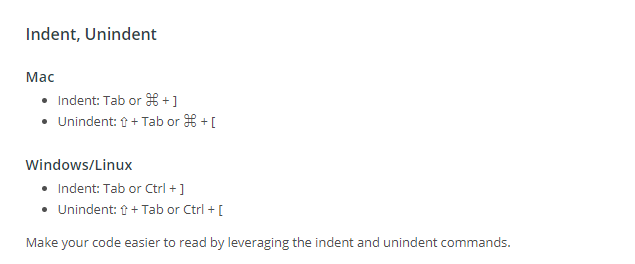 Indent, Unindent
Mac
• Indent: Tab or ⌘ + ]
• Unindent: ⇧ + Tab or ⌘ + [
Windows/Linux
• Indent: Tab or Ctrl + ]
• Unindent: ⇧ + Tab or Ctrl + [
Make your code easier to read by leveraging the indent and unindent commands.